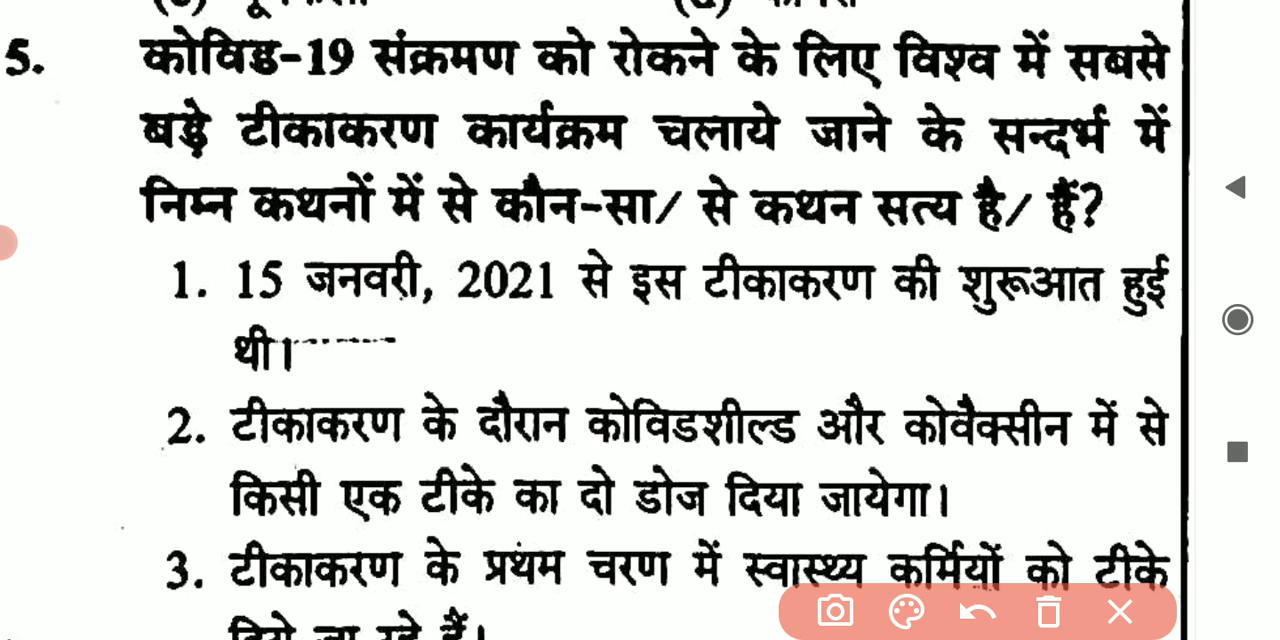 5. कोविड-19 संक्रमण को रोकने के लिए विश्व में सबसे
बड़े टीकाकरण कार्यक्रम चलाये जाने के सन्दर्भ में
निम्न कथनों में से कौन-सा/ से कथन सत्य है/ हैं?
1. 15 जनवरी, 2021 से इस टीकाकरण की शुरूआत हुई
थी।
2. टीकाकरण के दौरान कोविडशील्ड और कोवैक्सीन में से
किसी एक टीके का दो डोज दिया जायेगा।
3. टीकाकरण के प्रथम चरण में स्वास्थ्य कर्मियों को टीके
दिये जा रहे हैं।